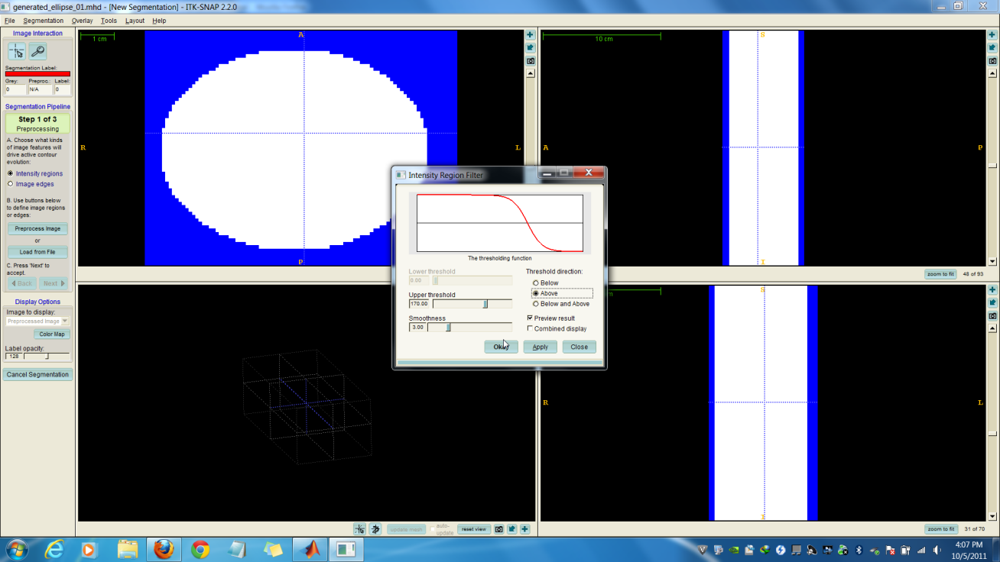 generated_ellipse_01.mhd - [New Segmentation] - ITK-SNAP 2.2.0
File Segmentation Overlay Tools Layout Help
Image Interaction
Segmentation Label:
Grey: Preproc.: Label:
0 N/A 0
Segmentation Pipeline
Step 1 of 3
Preprocessing
A. Choose what kinds
of image features will
drive active contour
evolution:
Intensity regions
Image edges
B. Use buttons below
to define image regions
or edges:
Preprocess Image
or
Load from File
C. Press 'Next' to
accept.
Back Next
Display Options
Image to display:
Preprocessed Image
Color Map
Label opacity:
128
Cancel Segmentation
1 cm
A
R
L
P
10 cm
S
A
P
I
zoom to fit 48 of 93
Intensity Region Filter
The thresholding function
Lower threshold
0.00
Upper threshold
170.00
Smoothness
3.00
Threshold direction:
Below
Above
Below and Above
Preview result
Combined display
Okay Apply Close
S
R
L
I
update mesh auto-update reset view
zoom to fit 31 of 70
4:07 PM
10/5/2011